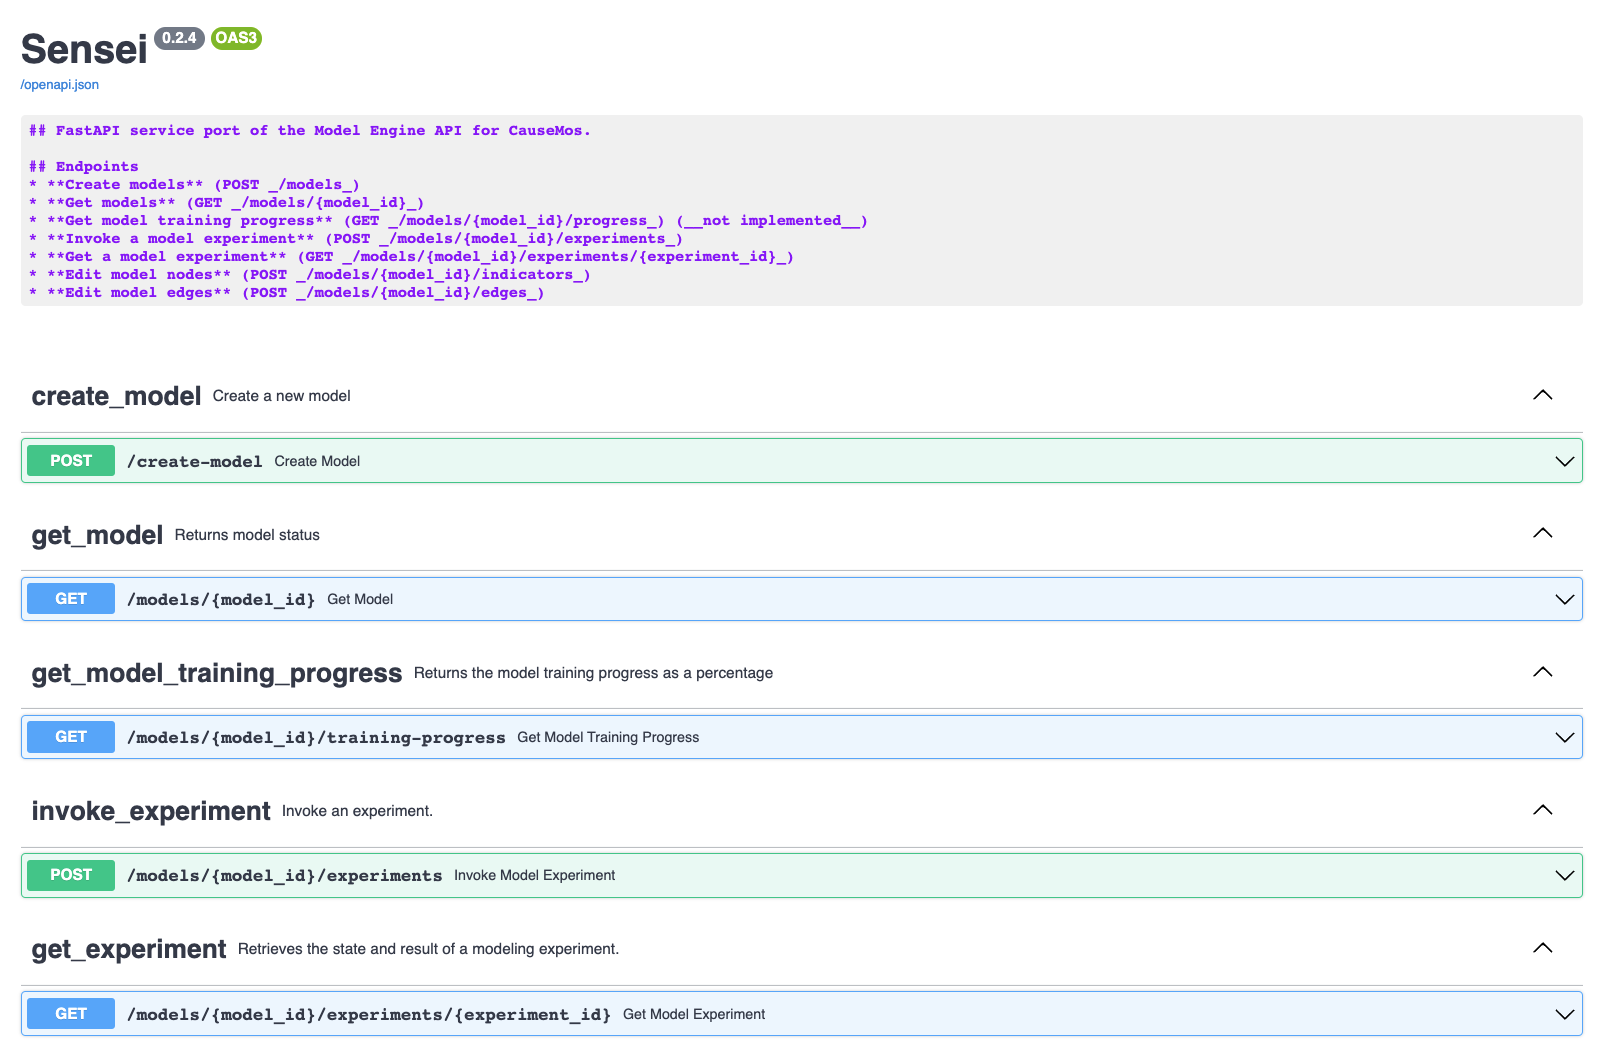 Sensei 0.2.4 OAS3
/openapi.json
## FastAPI service port of the Model Engine API for CauseMos.
## Endpoints
* **Create models** (POST _/models_)
* **Get models** (GET _/models/{model_id}_)
* **Get model training progress** (GET _/models/{model_id}/progress_) (__not implemented__)
* **Invoke a model experiment** (POST _/models/{model_id}/experiments_)
* **Get a model experiment** (GET _/models/{model_id}/experiments/{experiment_id}_)
* **Edit model nodes** (POST _/models/{model_id}/indicators_)
* **Edit model edges** (POST _/models/{model_id}/edges_)
create_model Create a new model
POST /create-model Create Model
get_model Returns model status
GET /models/{model_id} Get Model
get_model_training_progress Returns the model training progress as a percentage
GET /models/{model_id}/training-progress Get Model Training Progress
invoke_experiment Invoke an experiment.
POST /models/{model_id}/experiments Invoke Model Experiment
get_experiment Retrieves the state and result of a modeling experiment.
GET /models/{model_id}/experiments/{experiment_id} Get Model Experiment